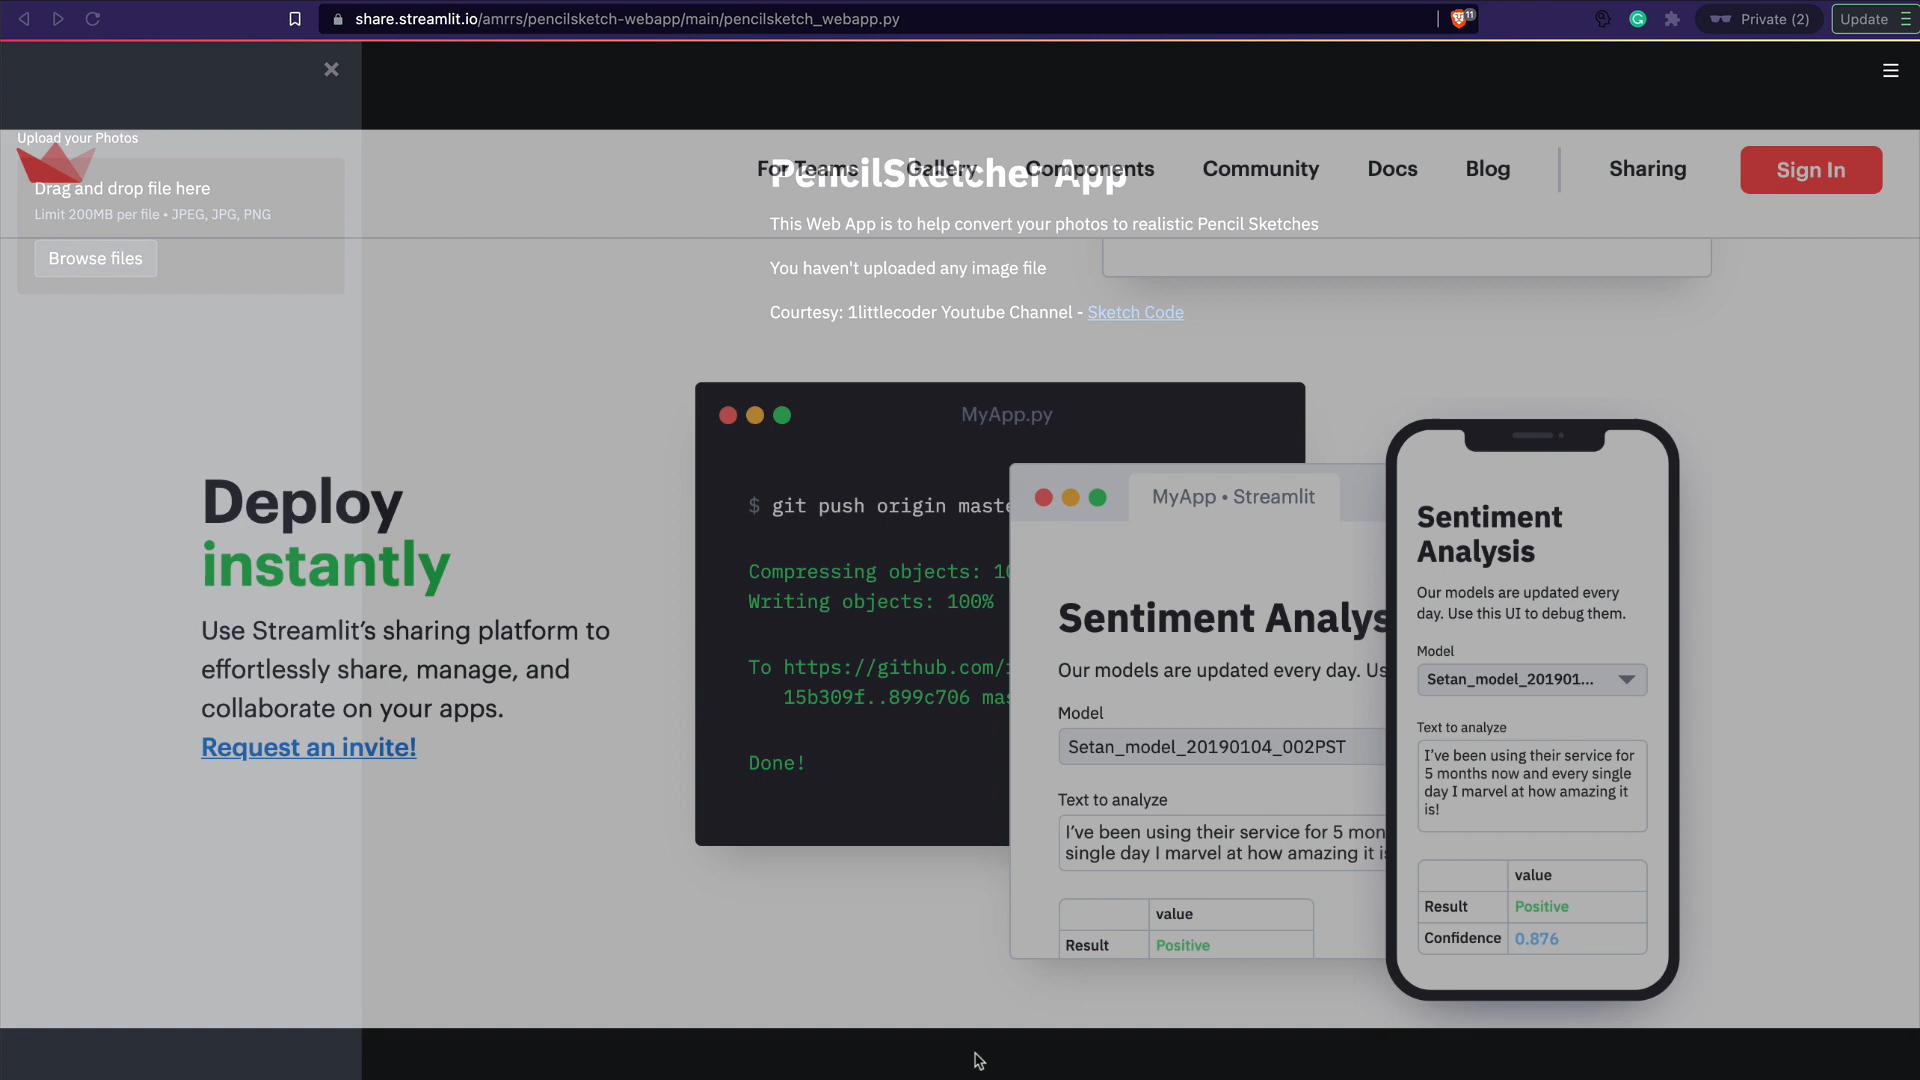 share.streamlit.io/amrrs/pencilsketch-webapp/main/pencilsketch_webapp.py
11
Private (2)
Update
Upload your Photos
Drag and drop file here
Limit 200MB per file • JPEG, JPG, PNG
Browse files
For Teams
Gallery
Components
Community
Docs
Blog
Sharing
Sign In
PencilSketcher App
This Web App is to help convert your photos to realistic Pencil Sketches
You haven't uploaded any image file
Courtesy: 1littlecoder Youtube Channel - Sketch Code
Deploy
instantly
Use Streamlit’s sharing platform to
effortlessly share, manage, and
collaborate on your apps.
Request an invite!
MyApp.py
$ git push origin maste
Compressing objects: 10
Writing objects: 100%
To https://github.com/
15b309f..899c706 mas
Done!
MyApp • Streamlit
Sentiment Analys
Our models are updated every day. Us
Model
Setan_model_20190104_002PST
Text to analyze
I’ve been using their service for 5 mon
single day I marvel at how amazing it is
value
Result
Positive
Sentiment
Analysis
Our models are updated every
day. Use this UI to debug them.
Model
Setan_model_201901...
Text to analyze
I’ve been using their service for
5 months now and every single
day I marvel at how amazing it
is!
value
Result
Positive
Confidence
0.876